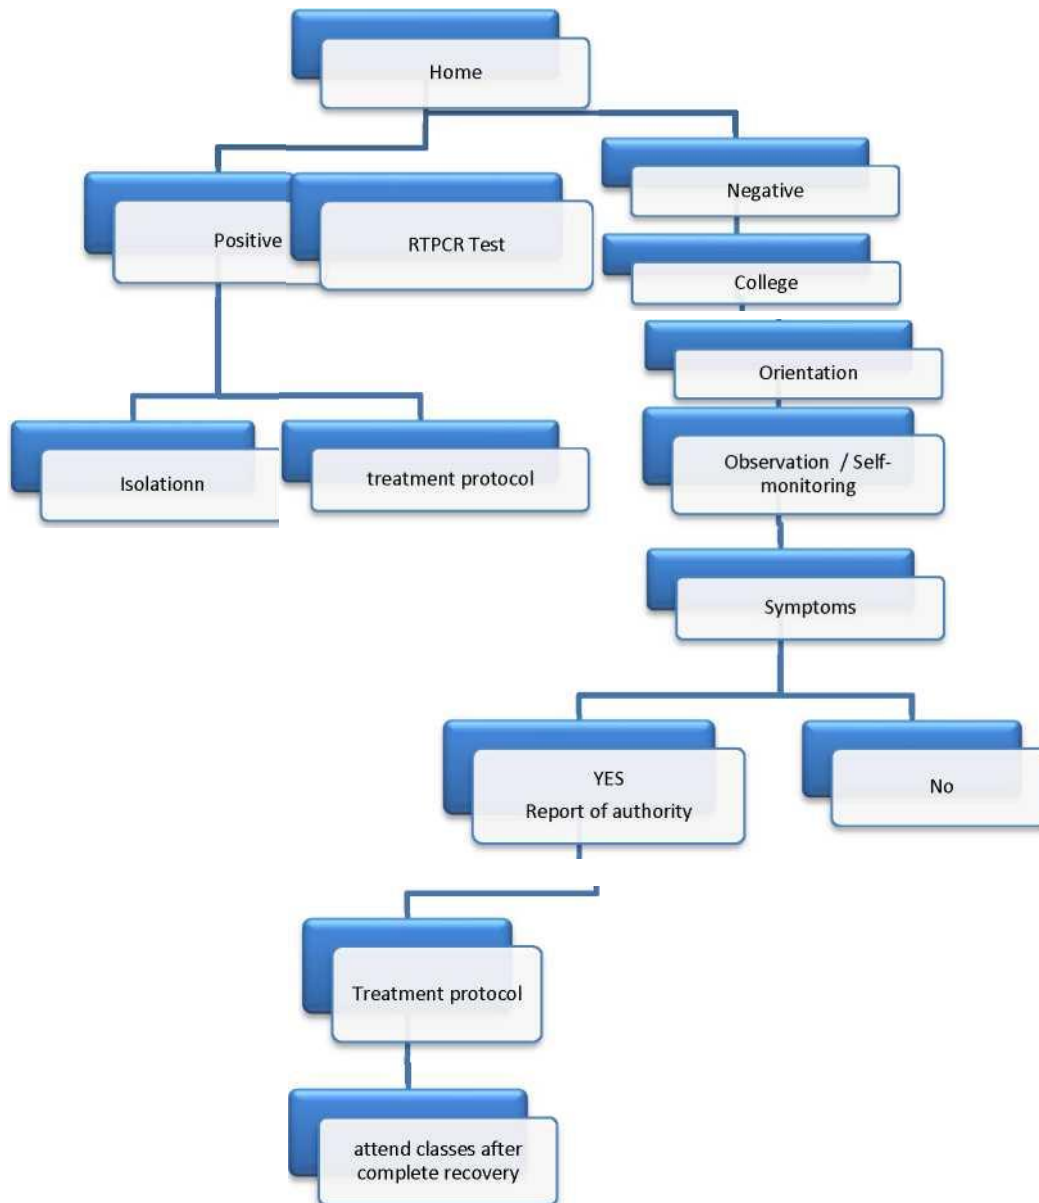 Home
Positive
RTPCR Test
Negative
College
Orientation
Observation / Self-
monitoring
Isolationn
treatment protocol
Symptoms
YES
Report of authority
No
Treatment protocol
attend classes after
complete recovery